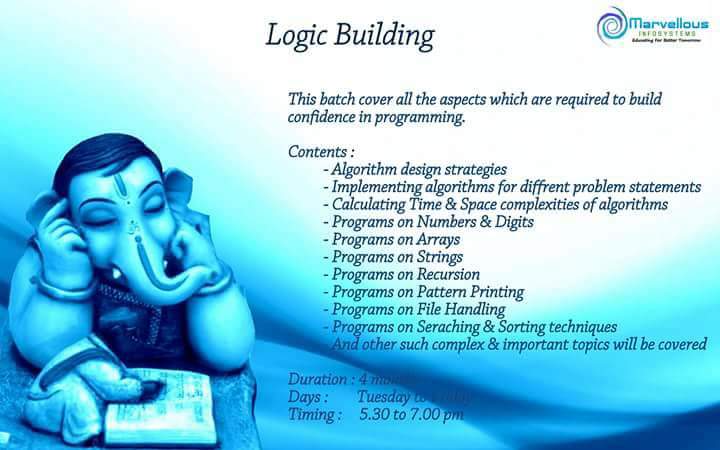 Logic Building
Marvellous
INFOSYSTEMS
Educating For Better Tomorrow
This batch cover all the aspects which are required to build
confidence in programming.
Contents :
- Algorithm design strategies
- Implementing algorithms for diffrent problem statements
- Calculating Time & Space complexities of algorithms
- Programs on Numbers & Digits
- Programs on Arrays
- Programs on Strings
- Programs on Recursion
- Programs on Pattern Printing
- Programs on File Handling
- Programs on Seraching & Sorting techniques
- And other such complex & important topics will be covered
Duration : 4
Days : Tuesday to
Timing : 5.30 to 7.00 pm